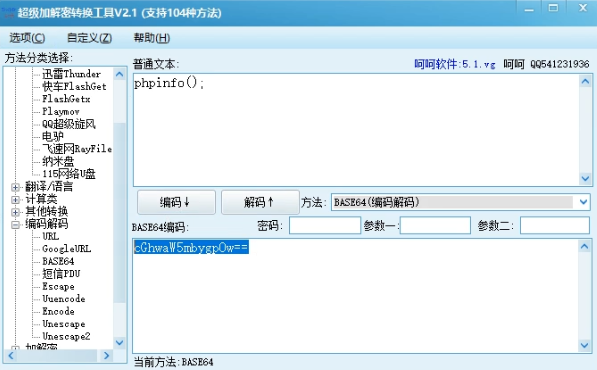 超级加解密转换工具V2.1 (支持104种方法)
选项(C) 自定义(Z) 帮助(H)
方法分类选择:
迅雷Thunder
快车FlashGet
FlashGetx
Playmov
QQ超级旋风
电驴
飞速网RayFile
纳米盘
115网络U盘
翻译/语言
计算类
其他转换
编码解码
URL
GoogleURL
BASE64
短信PDU
Escape
Uuencode
Encode
Unescape
Unescape2
加解密
普通文本: 呵呵软件:5.1.vg 呵呵 QQ541231936
phpinfo();
编码↓ 解码↑ 方法: BASE64(编码解码)
BASE64编码: 密码: 参数一: 参数二:
cGhwaW5mbygpOw==
当前方法:BASE64